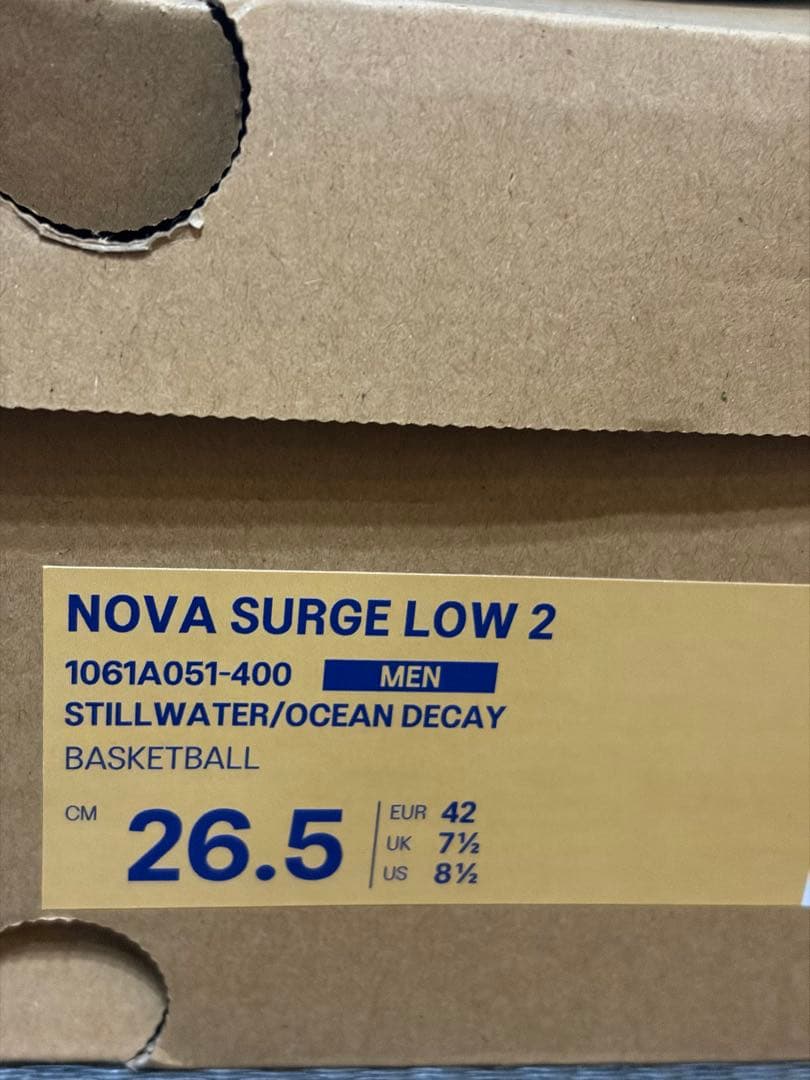 NOVA SURGE LOW 2
1061A051-400 MEN
STILLWATER/OCEAN DECAY
BASKETBALL
CM 26.5
EUR 42
UK 7½
US 8½